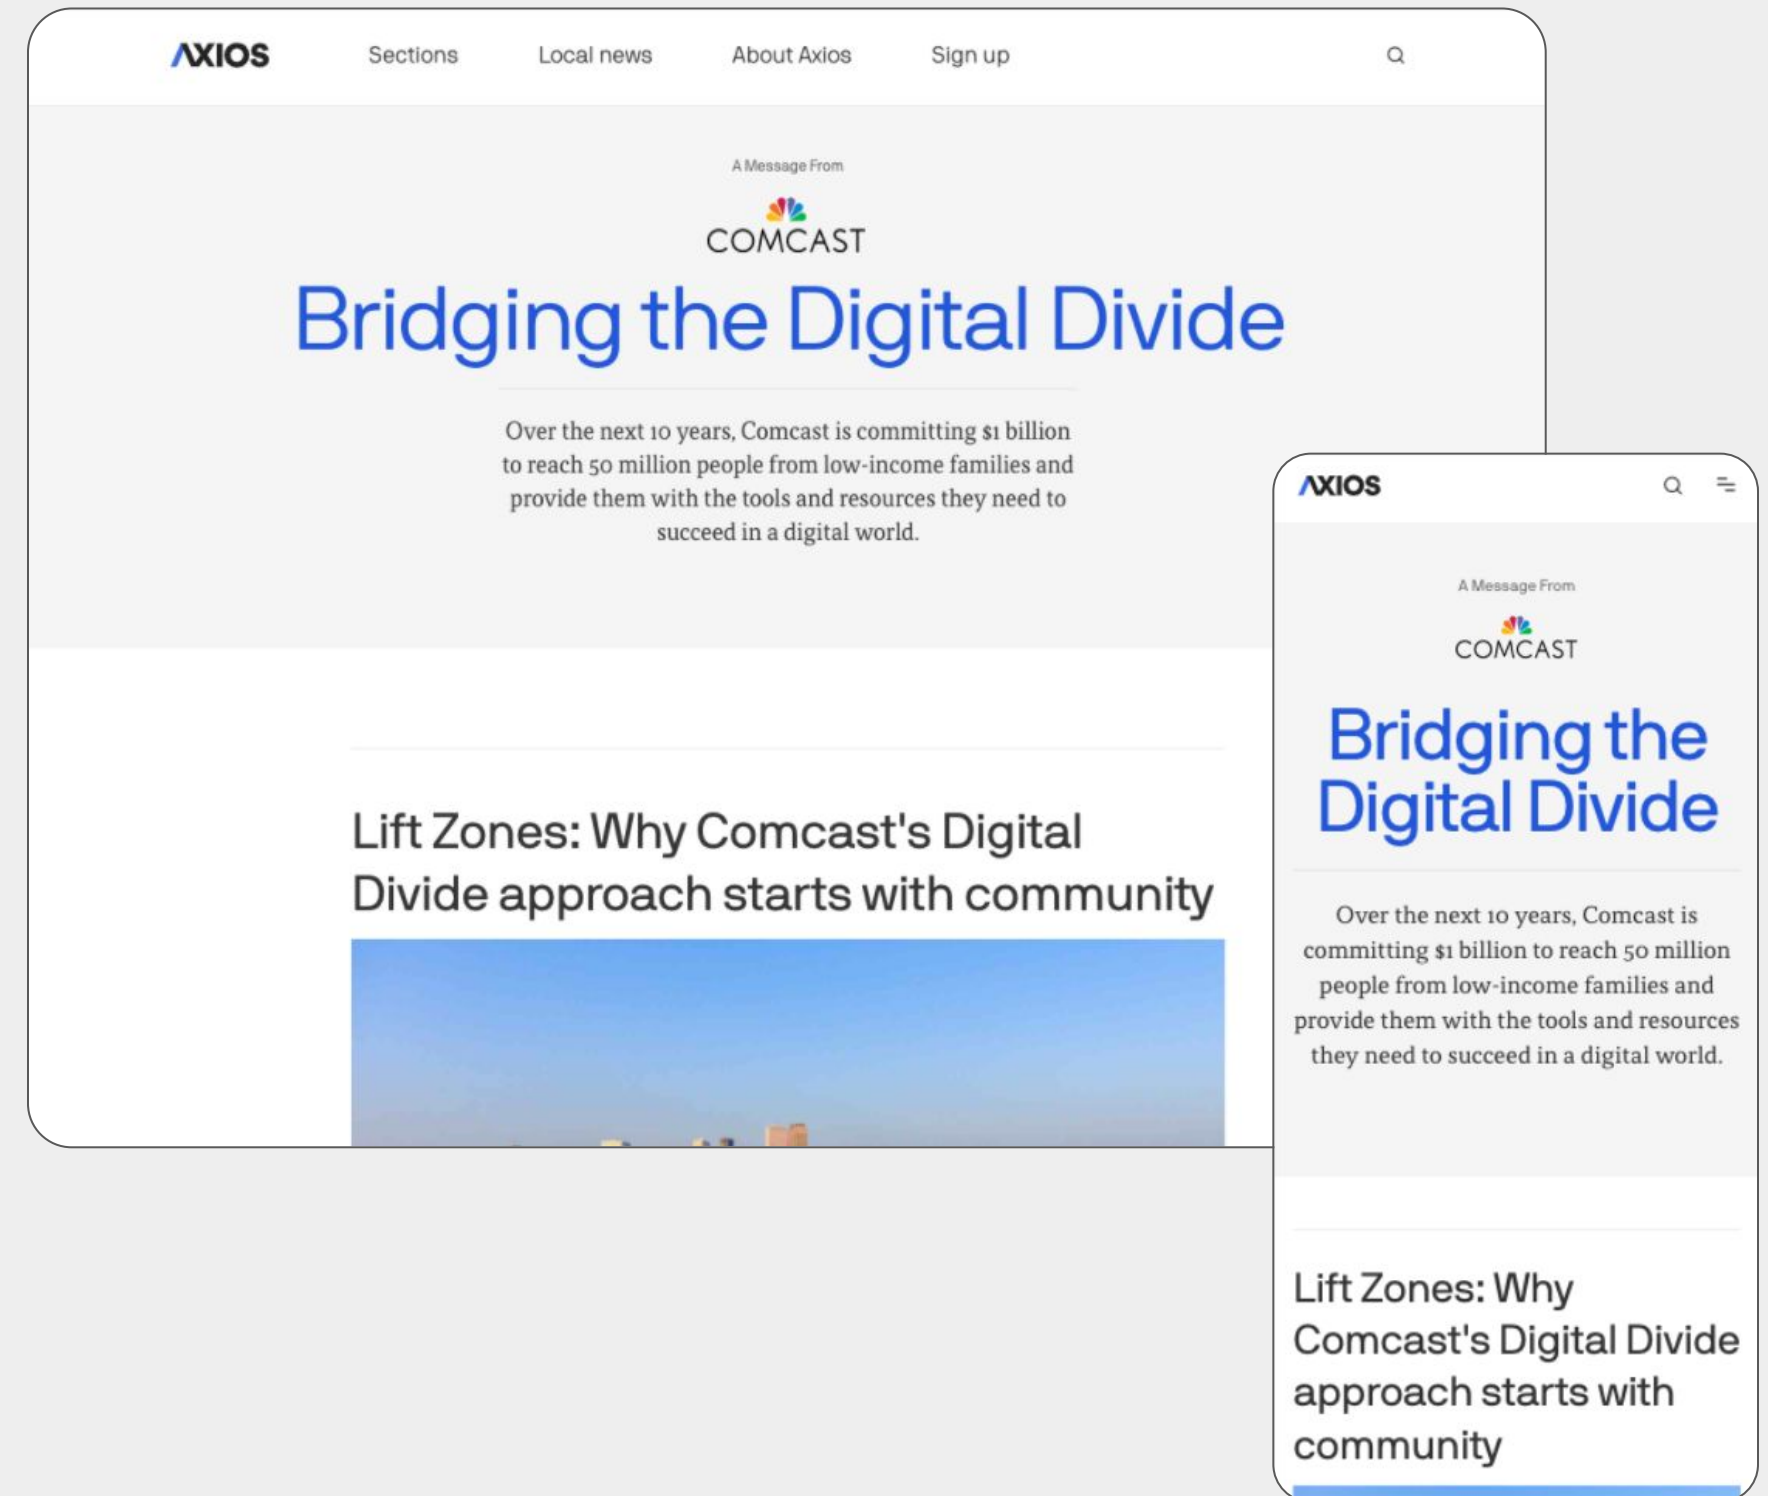 AXIOS Sections Local news About Axios Sign up
A Message From
COMCAST
Bridging the Digital Divide
Over the next 10 years, Comcast is committing $1 billion
to reach 50 million people from low-income families and
provide them with the tools and resources they need to
succeed in a digital world.
Lift Zones: Why Comcast's Digital
Divide approach starts with community
AXIOS
A Message From
COMCAST
Bridging the
Digital Divide
Over the next 10 years, Comcast is
committing $1 billion to reach 50 million
people from low-income families and
provide them with the tools and resources
they need to succeed in a digital world.
Lift Zones: Why
Comcast's Digital Divide
approach starts with
community